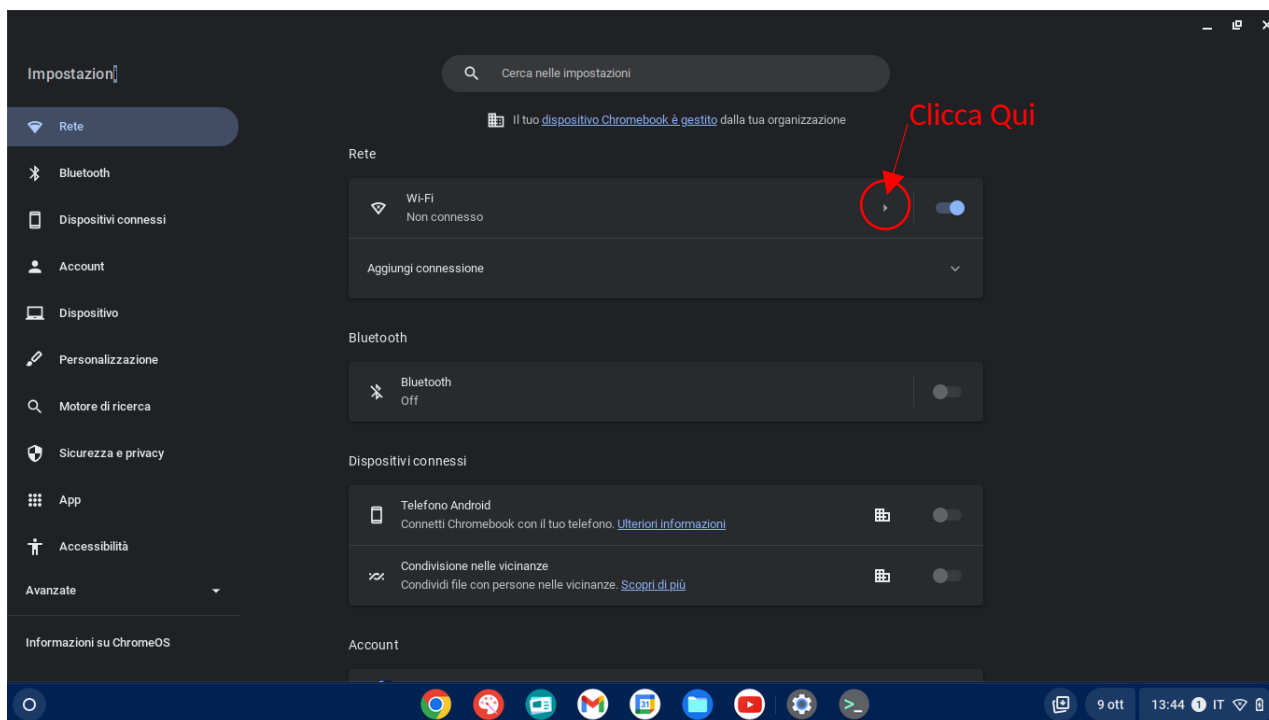 Impostazioni
Cerca nelle impostazioni
Il tuo dispositivo Chromebook è gestito dalla tua organizzazione
Clicca Qui
Rete
Bluetooth
Dispositivi connessi
Account
Dispositivo
Personalizzazione
Motore di ricerca
Sicurezza e privacy
App
Accessibilità
Avanzate
Informazioni su ChromeOS
Rete
Wi-Fi
Non connesso
Aggiungi connessione
Bluetooth
Bluetooth
Off
Dispositivi connessi
Telefono Android
Connetti Chromebook con il tuo telefono. Ulteriori informazioni
Condivisione nelle vicinanze
Condividi file con persone nelle vicinanze. Scopri di più
Account
31
9 ott
13:44 1 IT